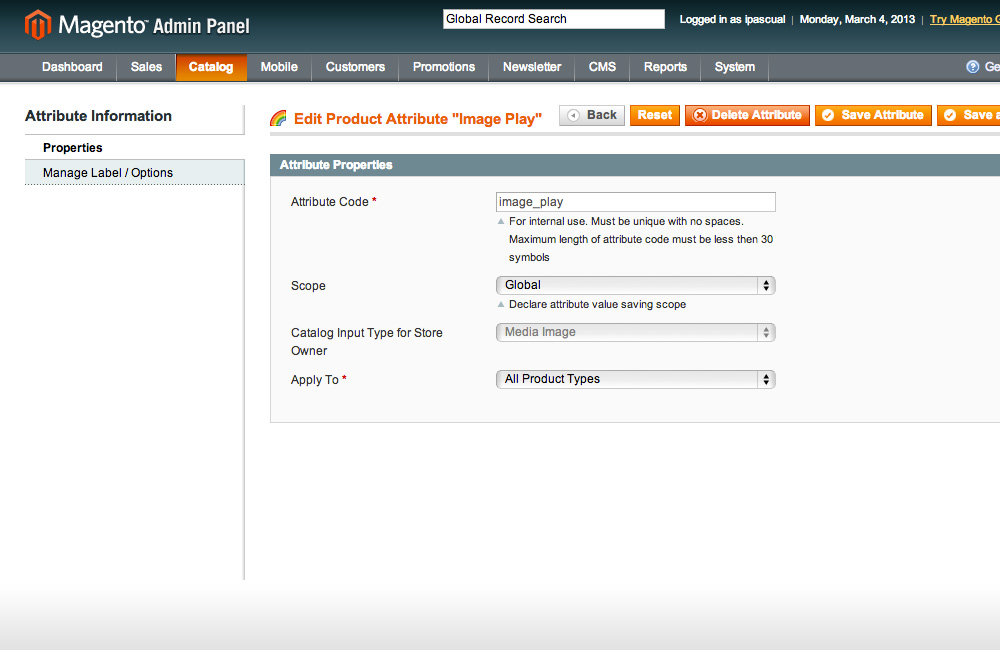 Magento Admin Panel
Global Record Search
Logged in as ipascual | Monday, March 4, 2013 | Try Magento G
Dashboard Sales Catalog Mobile Customers Promotions Newsletter CMS Reports System Ge
Attribute Information
Properties
Manage Label / Options
Edit Product Attribute "Image Play"
Back Reset Delete Attribute Save Attribute Save a
Attribute Properties
Attribute Code * image_play
For internal use. Must be unique with no spaces.
Maximum length of attribute code must be less then 30
symbols
Scope Global
Declare attribute value saving scope
Catalog Input Type for Store
Owner
Media Image
Apply To * All Product Types